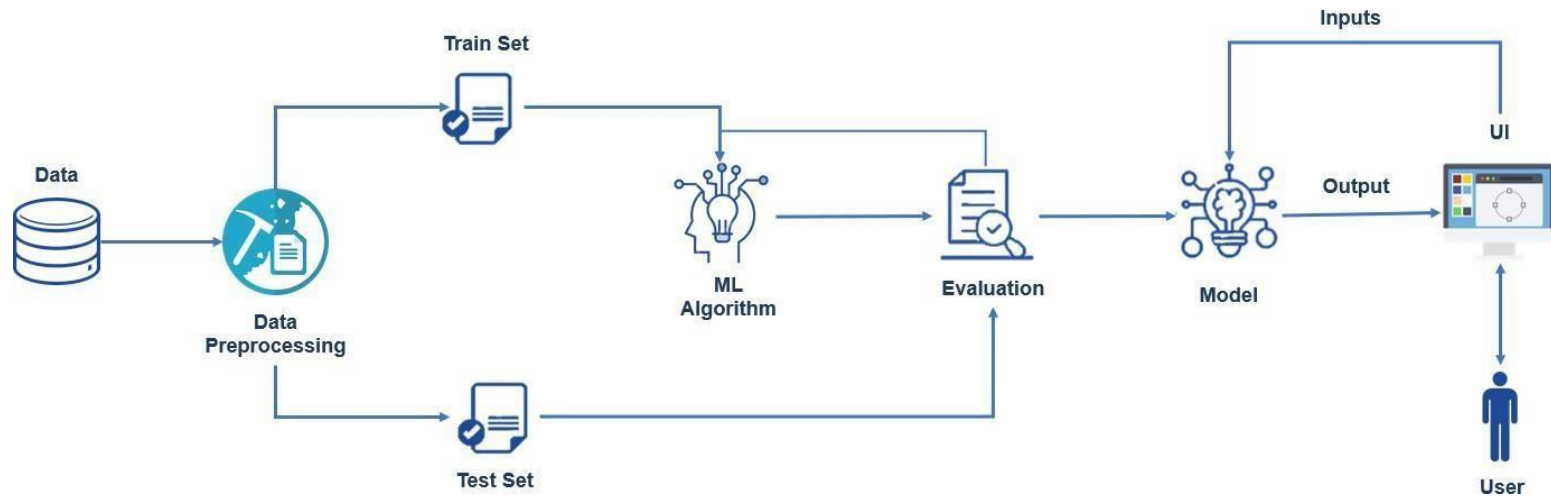 Inputs
Train Set
UI
Data
Output
ML
Algorithm
Evaluation
Model
Data
Preprocessing
Test Set
User